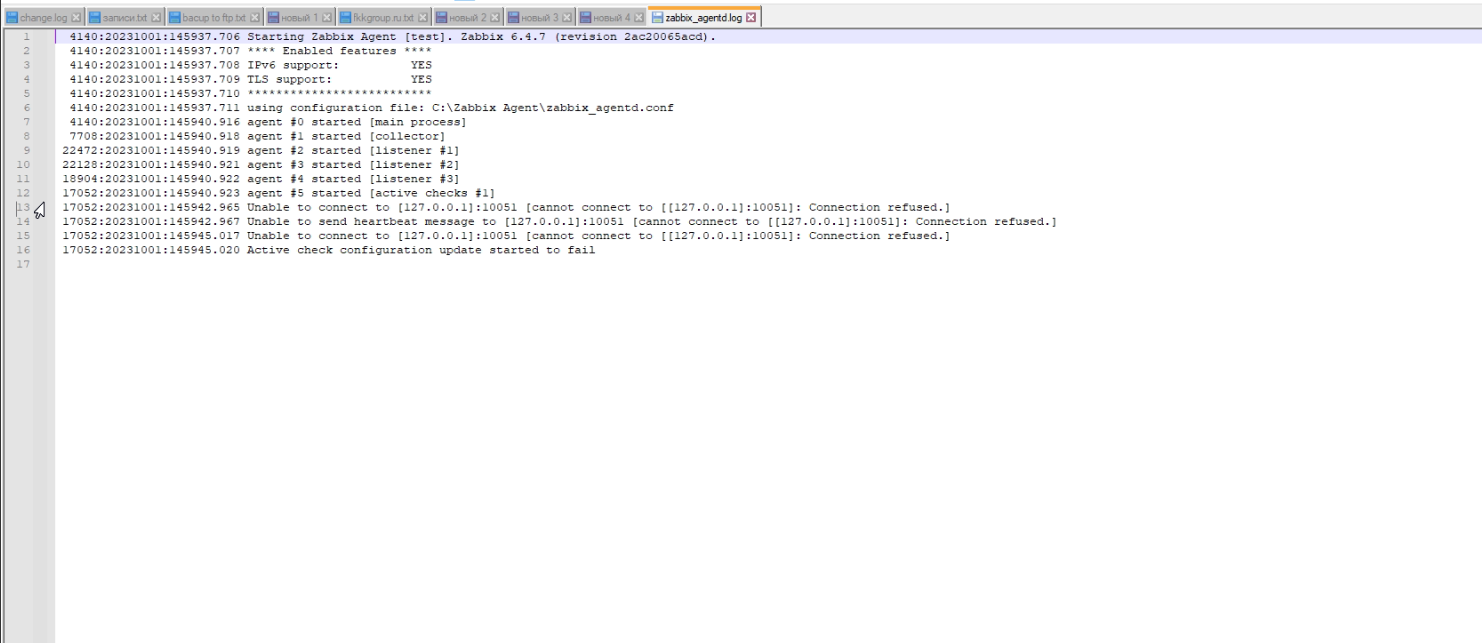 change.log записи.txt bacup to ftp.txt новый 1 fkkgroup.ru.txt новый 2 новый 3 новый 4 zabbix_agentd.log
1 4140:20231001:145937.706 Starting Zabbix Agent [test]. Zabbix 6.4.7 (revision 2ac20065acd).
2 4140:20231001:145937.707 **** Enabled features ****
3 4140:20231001:145937.708 IPv6 support: YES
4 4140:20231001:145937.709 TLS support: YES
5 4140:20231001:145937.710 **************************
6 4140:20231001:145937.711 using configuration file: C:\Zabbix Agent\zabbix_agentd.conf
7 4140:20231001:145940.916 agent #0 started [main process]
8 7708:20231001:145940.918 agent #1 started [collector]
9 22472:20231001:145940.919 agent #2 started [listener #1]
10 22128:20231001:145940.921 agent #3 started [listener #2]
11 18904:20231001:145940.922 agent #4 started [listener #3]
12 17052:20231001:145940.923 agent #5 started [active checks #1]
13 17052:20231001:145942.965 Unable to connect to [127.0.0.1]:10051 [cannot connect to [[127.0.0.1]:10051]: Connection refused.]
14 17052:20231001:145942.967 Unable to send heartbeat message to [127.0.0.1]:10051 [cannot connect to [[127.0.0.1]:10051]: Connection refused.]
15 17052:20231001:145945.017 Unable to connect to [127.0.0.1]:10051 [cannot connect to [[127.0.0.1]:10051]: Connection refused.]
16 17052:20231001:145945.020 Active check configuration update started to fail
17